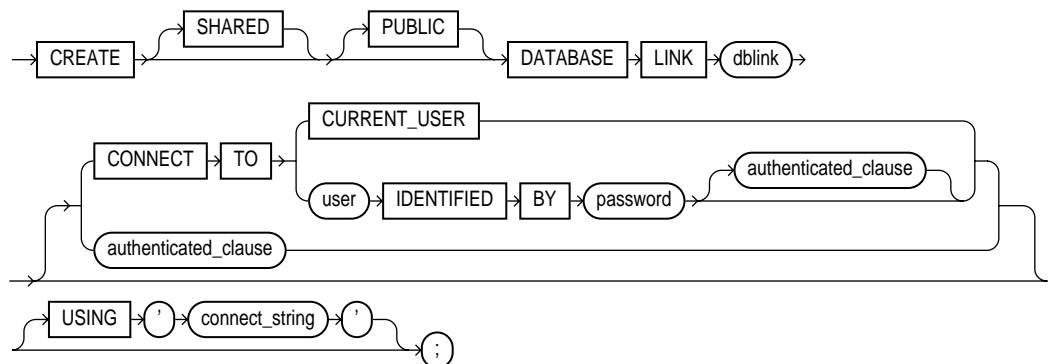 CREATE SHARED PUBLIC DATABASE LINK dblink
CURRENT_USER
CONNECT TO
user IDENTIFIED BY password authenticated_clause
authenticated_clause
USING ' connect_string ' ;